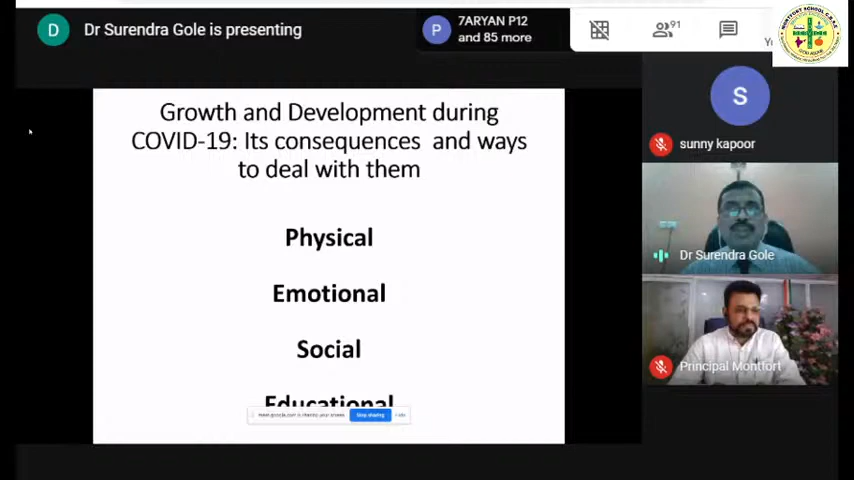 D
Dr Surendra Gole is presenting
P
7ARYAN P12
and 85 more
91
Growth and Development during
COVID-19: Its consequences and ways
to deal with them
Physical
Emotional
Social
Educational
Stop sharing
S
sunny kapoor
Dr Surendra Gole
Principal Montfort